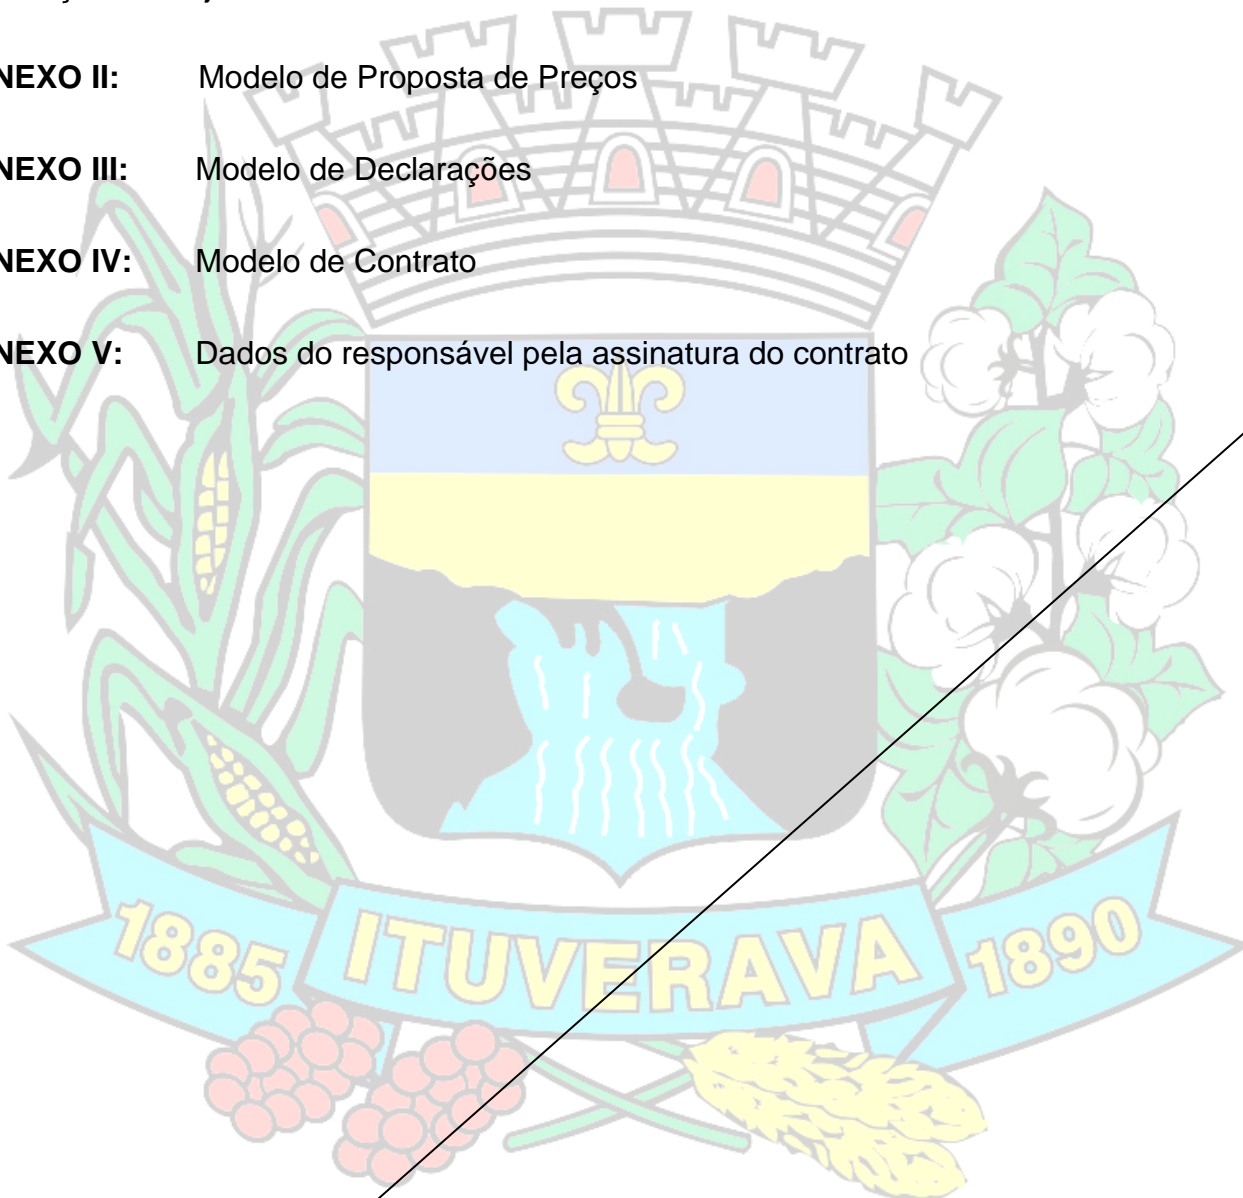 NEXO II: Modelo de Proposta de Preços
NEXO III: Modelo de Declarações
NEXO IV: Modelo de Contrato
NEXO V: Dados do responsável pela assinatura do contrato
1885 ITUVERAVA 1890